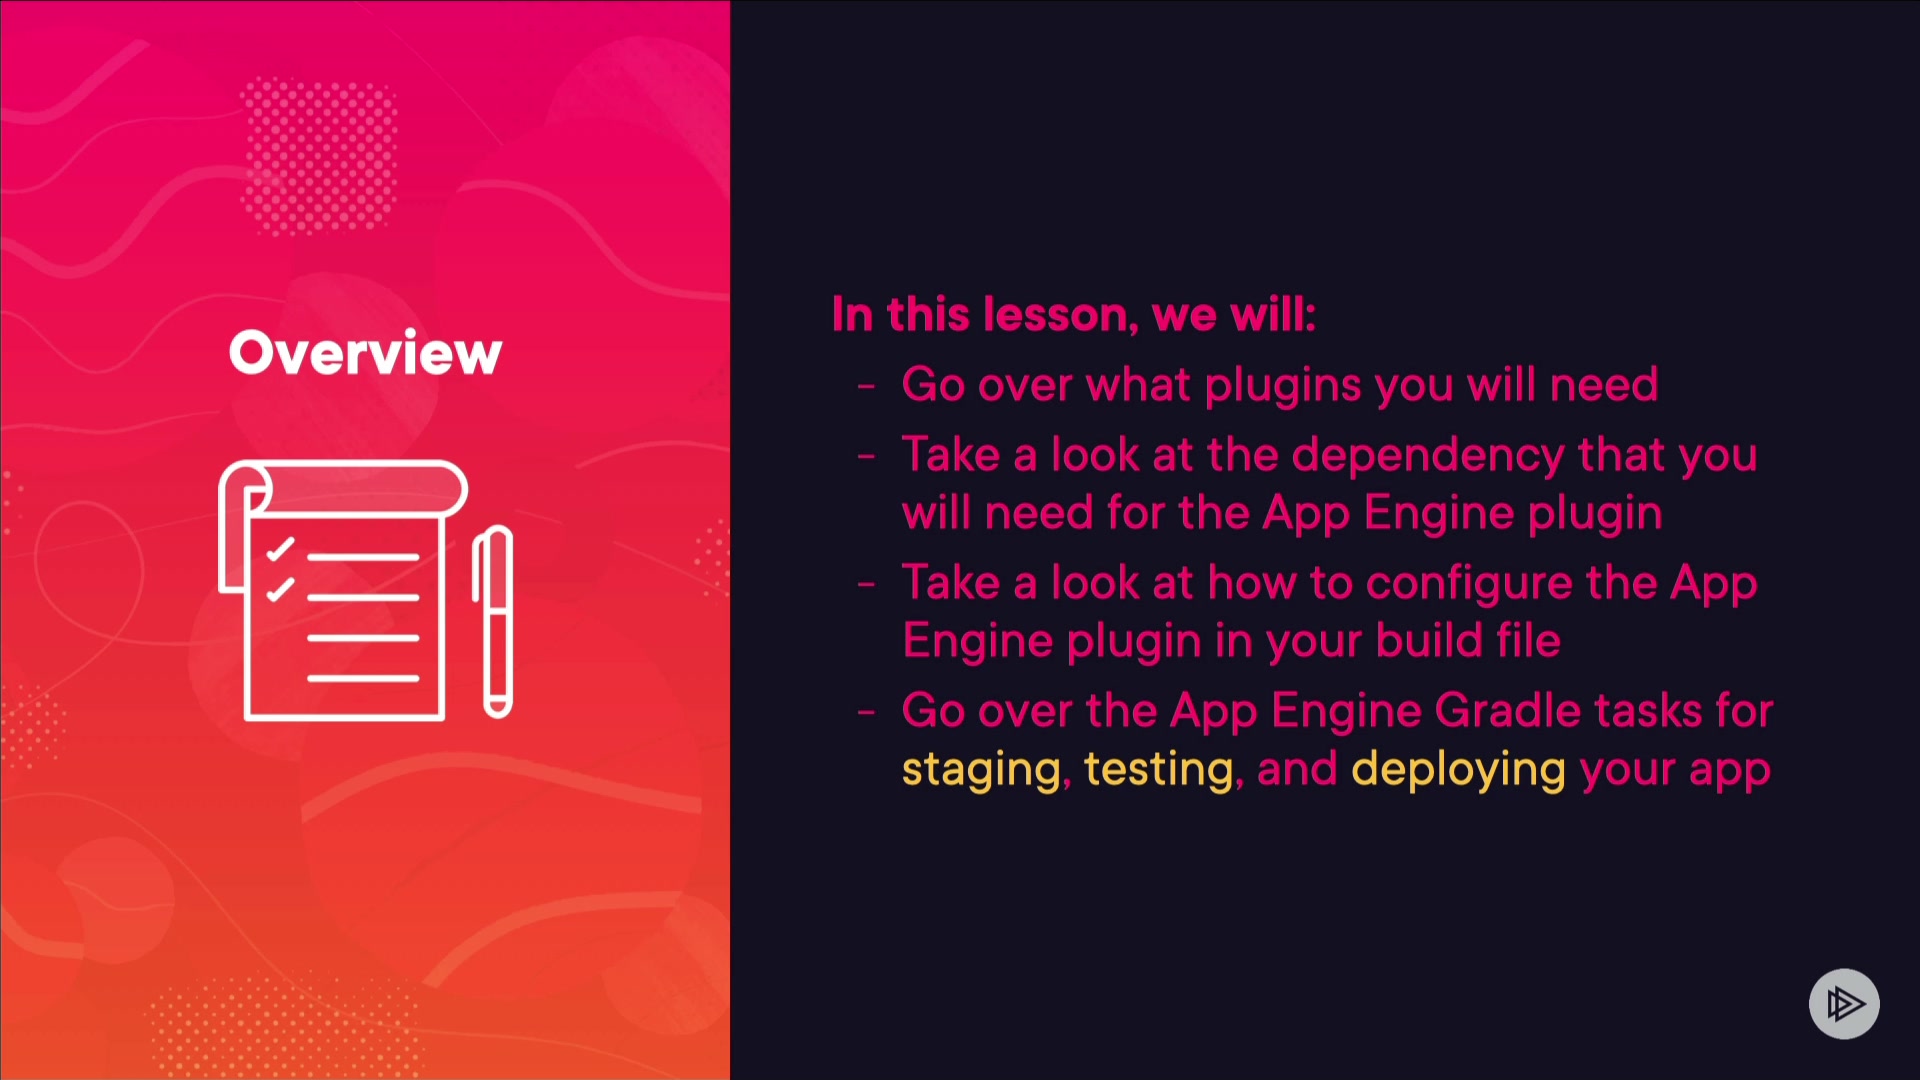 Overview
In this lesson, we will:
- Go over what plugins you will need
- Take a look at the dependency that you
will need for the App Engine plugin
- Take a look at how to configure the App
Engine plugin in your build file
- Go over the App Engine Gradle tasks for
staging, testing, and deploying your app